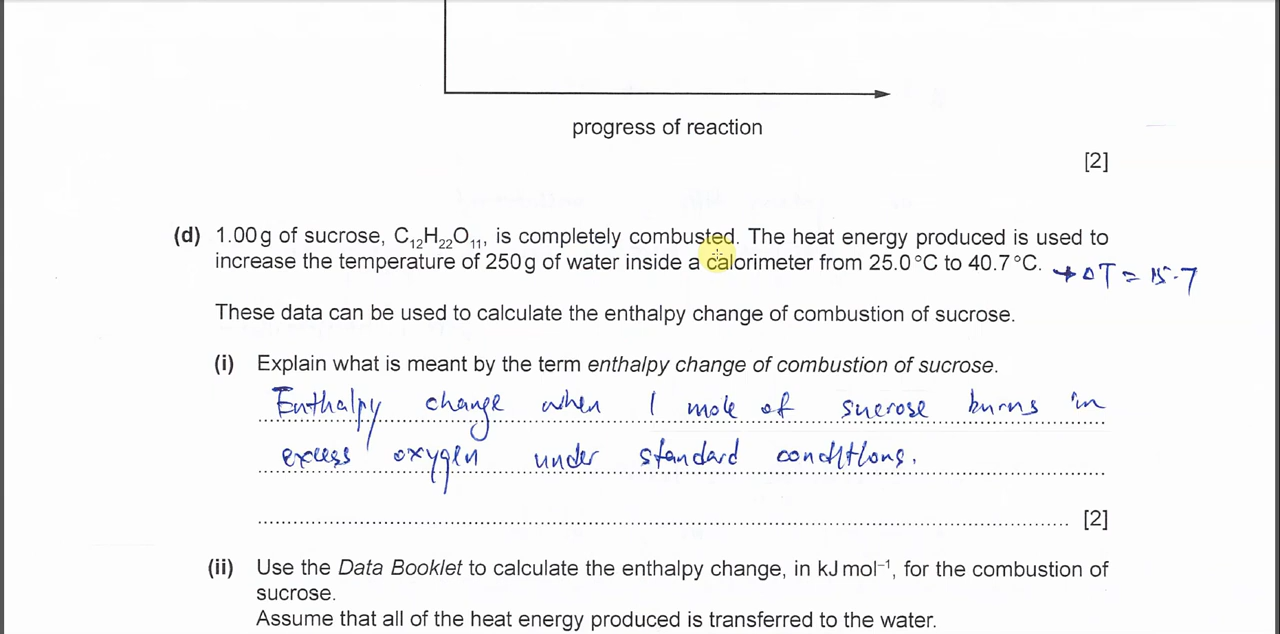 progress of reaction
[2]
(d) 1.00 g of sucrose, C₁₂H₂₂O₁₁, is completely combusted. The heat energy produced is used to
increase the temperature of 250 g of water inside a calorimeter from 25.0 °C to 40.7 °C. → ΔT = 15.7
These data can be used to calculate the enthalpy change of combustion of sucrose.
(i) Explain what is meant by the term enthalpy change of combustion of sucrose.
Enthalpy change when 1 mole of sucrose burns in
excess oxygen under standard conditions.
[2]
(ii) Use the Data Booklet to calculate the enthalpy change, in kJ mol⁻¹, for the combustion of
sucrose.
Assume that all of the heat energy produced is transferred to the water.